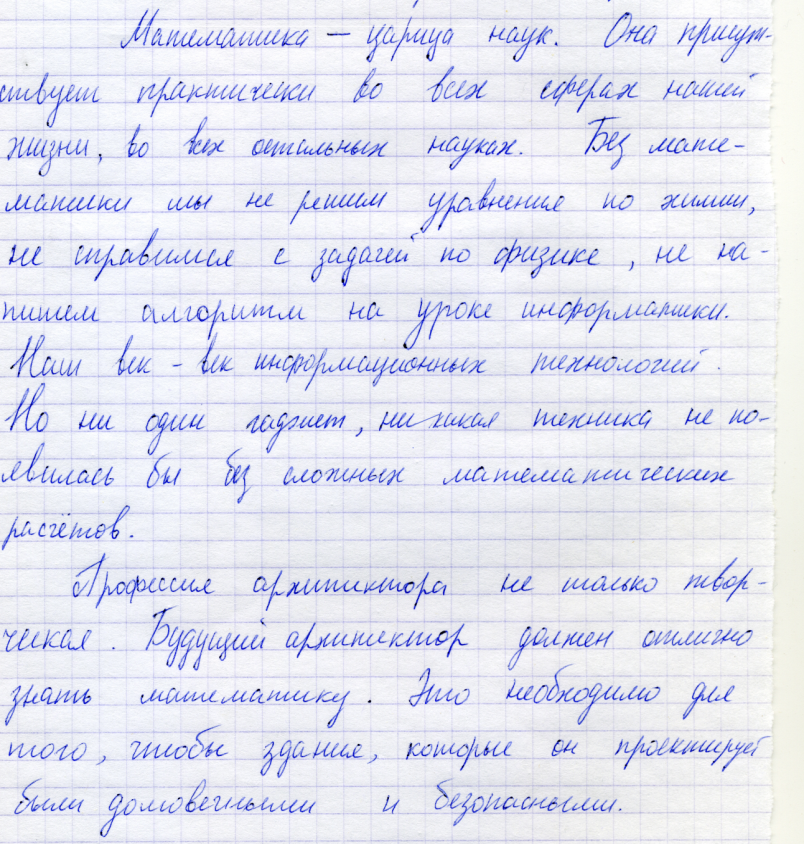 Математика – царица наук. Она присут-
ствует практически во всех сферах нашей
жизни, во всех остальных науках. Без мате-
матики мы не решим уравнение по химии,
не справимся с задачей по физике, не на-
пишем алгоритм на уроке информатики.
Наш век – век информационных технологий.
Но ни один гаджет, никакая техника не по-
явилась бы без сложных математических
расчётов.
Профессия архитектора не только твор-
ческая. Будущий архитектор должен отлично
знать математику. Это необходимо для
того, чтобы здания, которые он проектирует
были долговечными и безопасными.